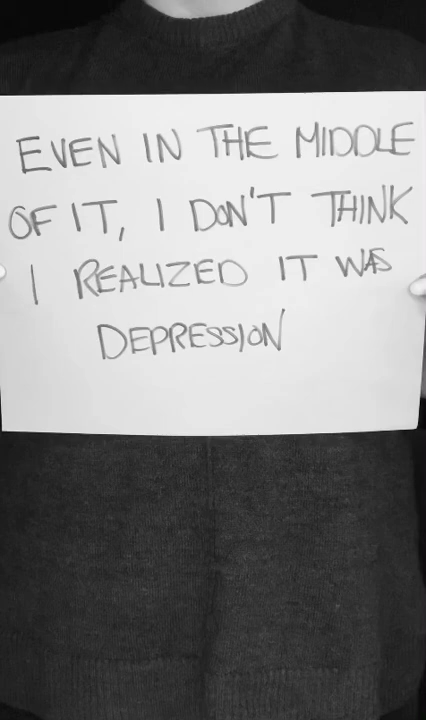 EVEN IN THE MIDDLE
OF IT, I DON'T THINK
I REALIZED IT WAS
DEPRESSION